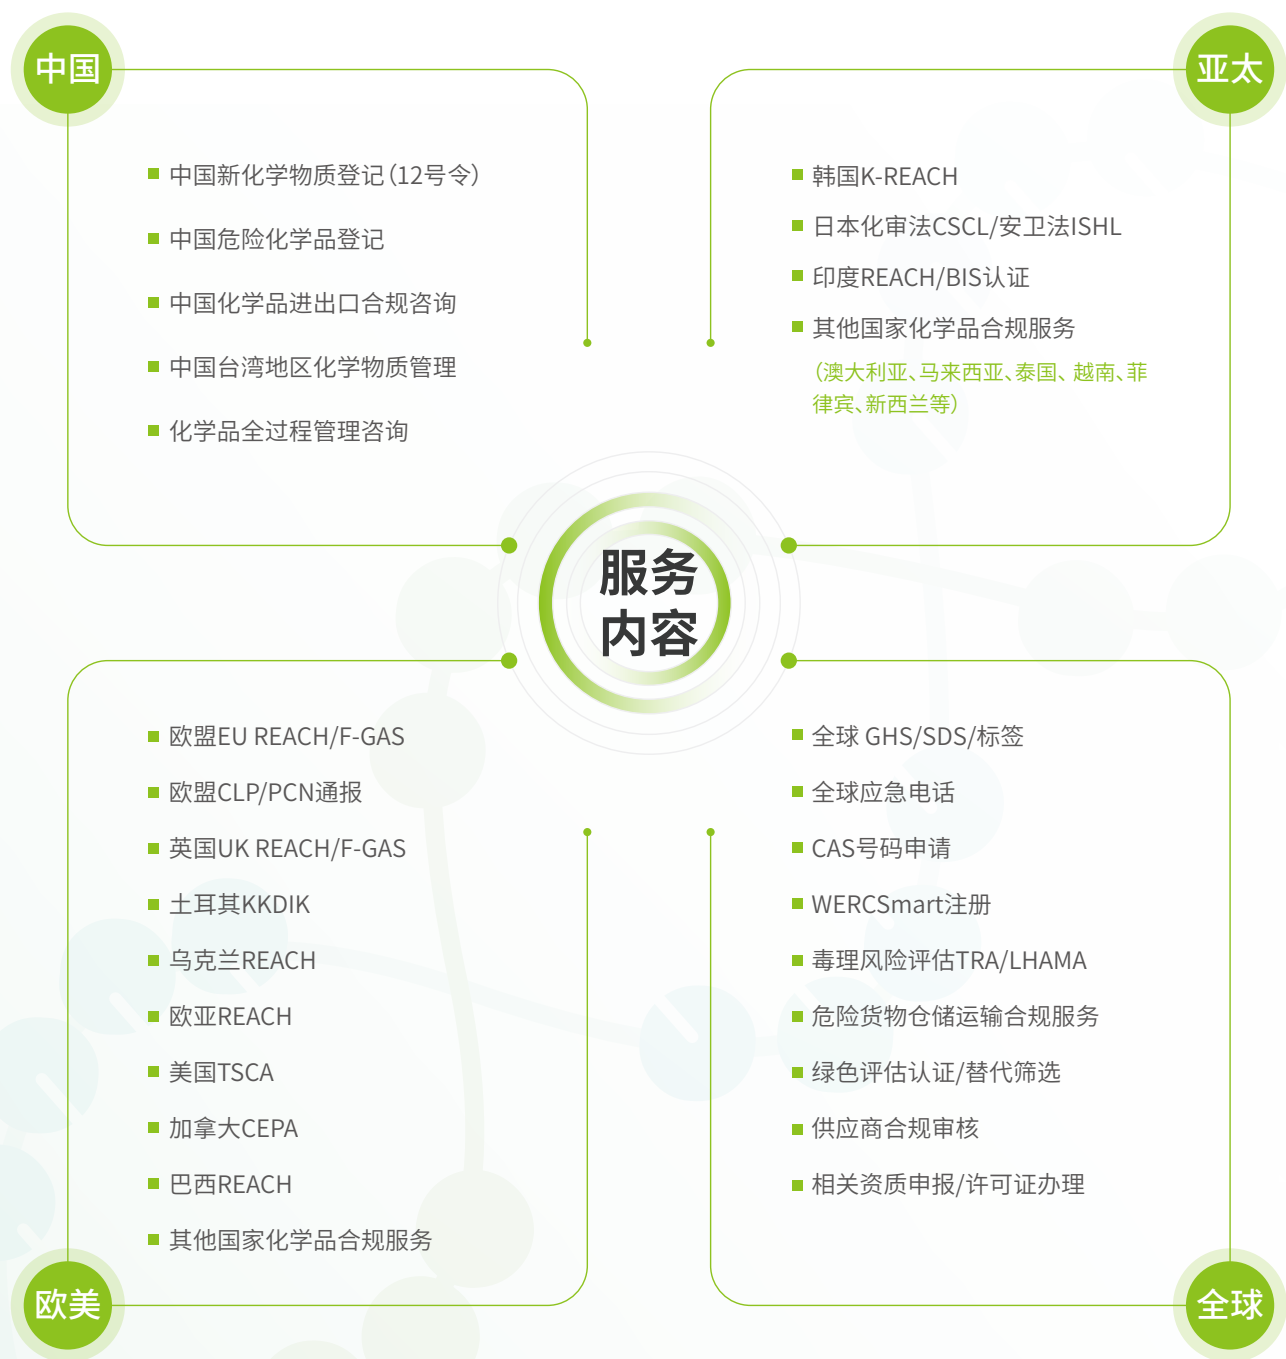 中国
中国新化学物质登记（12号令）
中国危险化学品登记
中国化学品进出口合规咨询
中国台湾地区化学物质管理
化学品全过程管理咨询
亚太
韩国K-REACH
日本化审法CSCL/安卫法ISHL
印度REACH/BIS认证
其他国家化学品合规服务
（澳大利亚、马来西亚、泰国、越南、菲
律宾、新西兰等）
服务
内容
欧盟EU REACH/F-GAS
欧盟CLP/PCN通报
英国UK REACH/F-GAS
土耳其KKDIK
乌克兰REACH
欧亚REACH
美国TSCA
加拿大CEPA
巴西REACH
其他国家化学品合规服务
欧美
全球 GHS/SDS/标签
全球应急电话
CAS号码申请
WERCSmart注册
毒理风险评估TRA/LHAMA
危险货物仓储运输合规服务
绿色评估认证/替代筛选
供应商合规审核
相关资质申报/许可证办理
全球